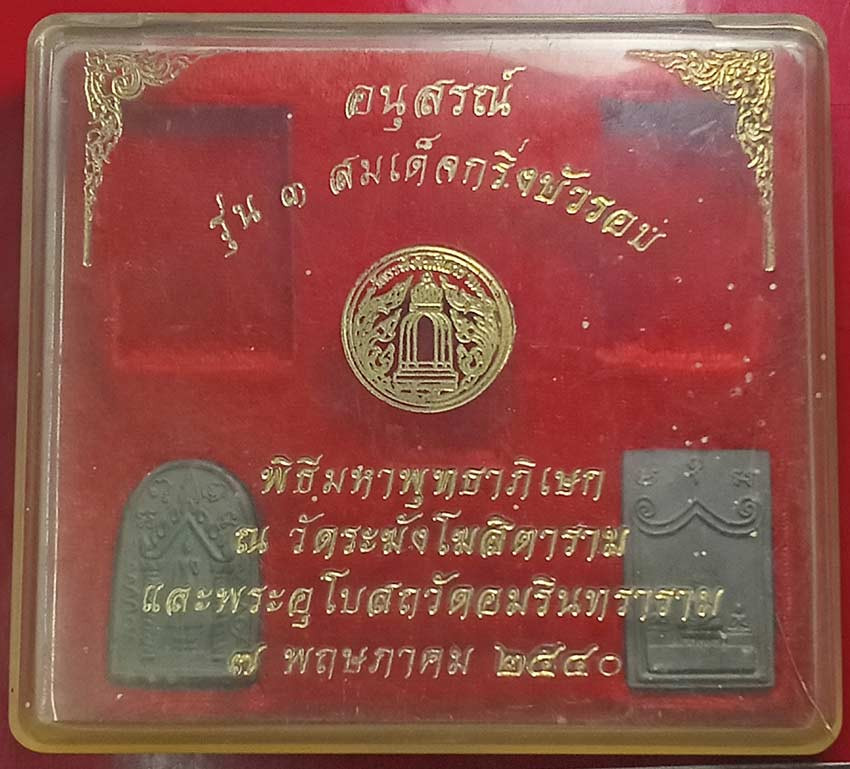 อนุสรณ์
รุ่น ๑ สมเด็จกริ่งบัวรอบ
พิธีมหาพุทธาภิเษก
ณ วัดระฆังโฆสิตาราม
และพระอุโบสถวัดอมรินทราราม
๗ พฤษภาคม ๒๕๔๐